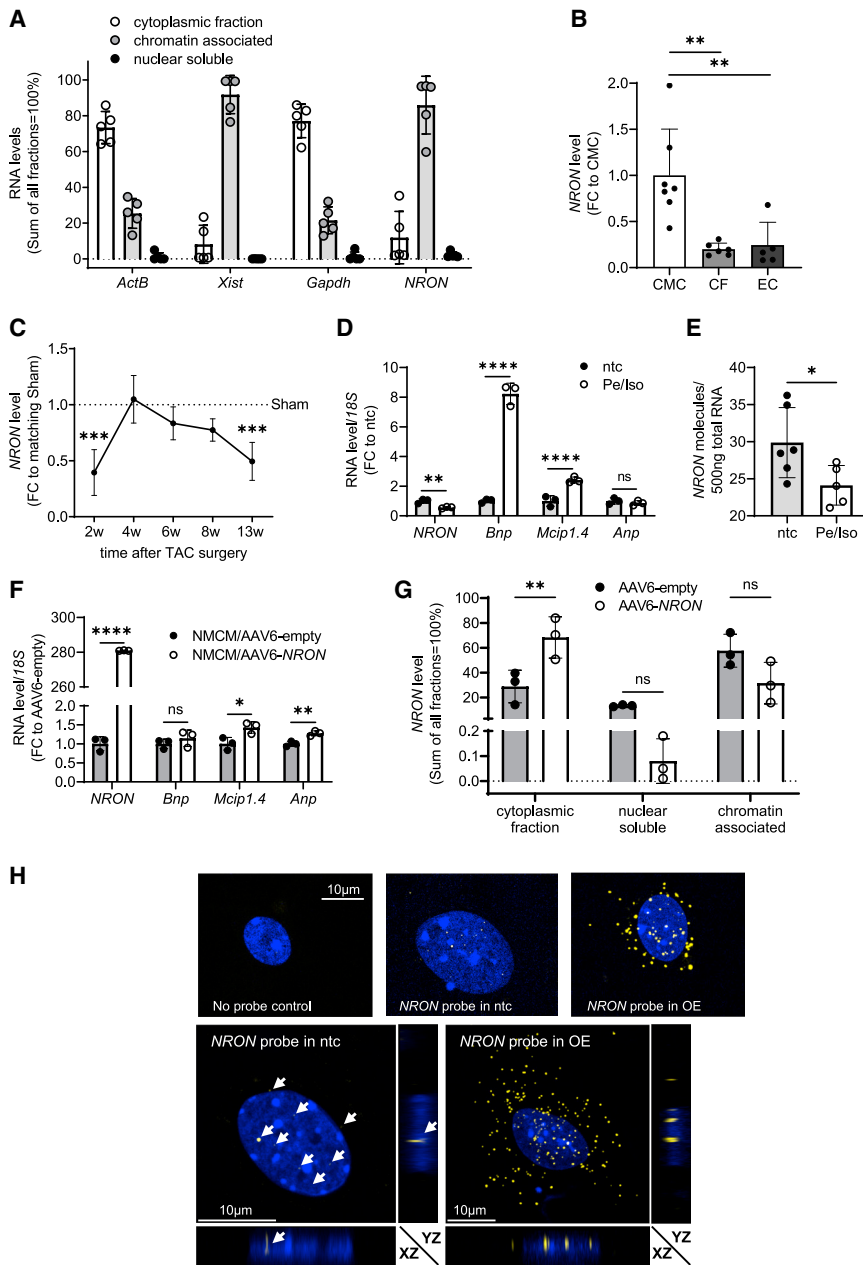 A
cytoplasmic fraction
chromatin associated
nuclear soluble
RNA levels
(Sum of all fractions=100%)
100
80
60
40
20
0
ActB
Xist
Gapdh
NRON
B
**
**
NRON level
(FC to CMC)
2.0
1.5
1.0
0.5
0.0
CMC
CF
EC
C
NRON level
(FC to matching Sham)
1.5
1.0
0.5
0.0
Sham
***
***
2w
4w
6w
8w
13w
time after TAC surgery
D
ntc
Pe/Iso
RNA level/18S
(FC to ntc)
10
8
6
4
2
0
**
****
****
ns
NRON
Bnp
Mcip1.4
Anp
E
*
NRON molecules/
500ng total RNA
40
35
30
25
20
ntc
Pe/Iso
F
NMCM/AAV6-empty
NMCM/AAV6-NRON
RNA level/18S
(FC to AAV6-empty)
300
280
260
2.0
1.5
1.0
0.5
0.0
****
ns
*
**
NRON
Bnp
Mcip1.4
Anp
G
AAV6-empty
AAV6-NRON
NRON level
(Sum of all fractions=100%)
100
80
60
40
20
0.2
0.1
0.0
**
ns
ns
cytoplasmic
fraction
nuclear
soluble
chromatin
associated
H
10µm
No probe control
NRON probe in ntc
NRON probe in OE
NRON probe in ntc
10µm
YZ
XZ
NRON probe in OE
10µm
YZ
XZ